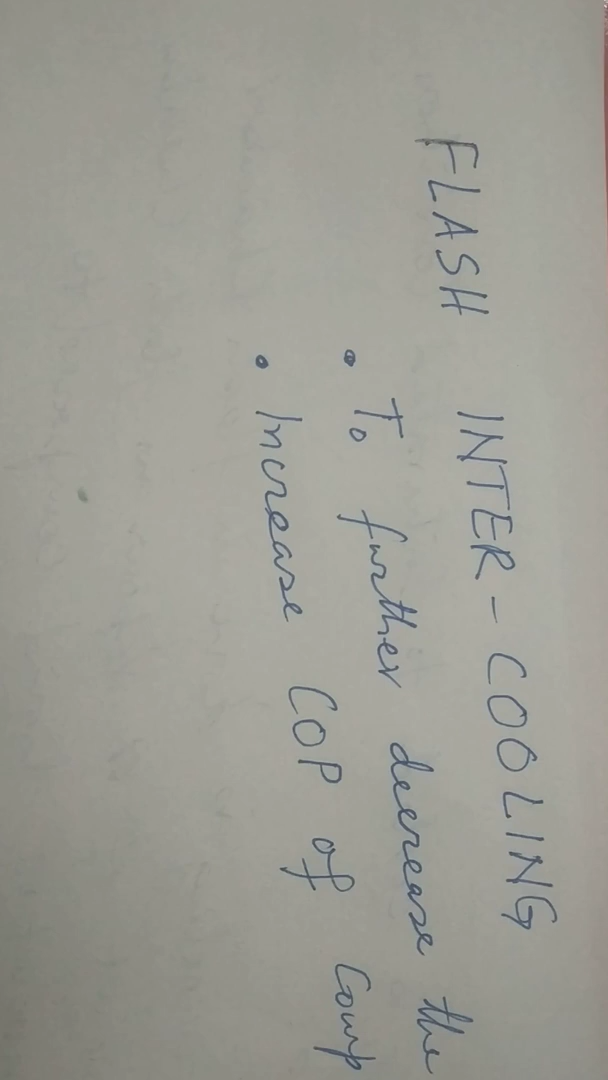 FLASH INTER-COOLING
• To further decrease the
• Increase COP of Comp